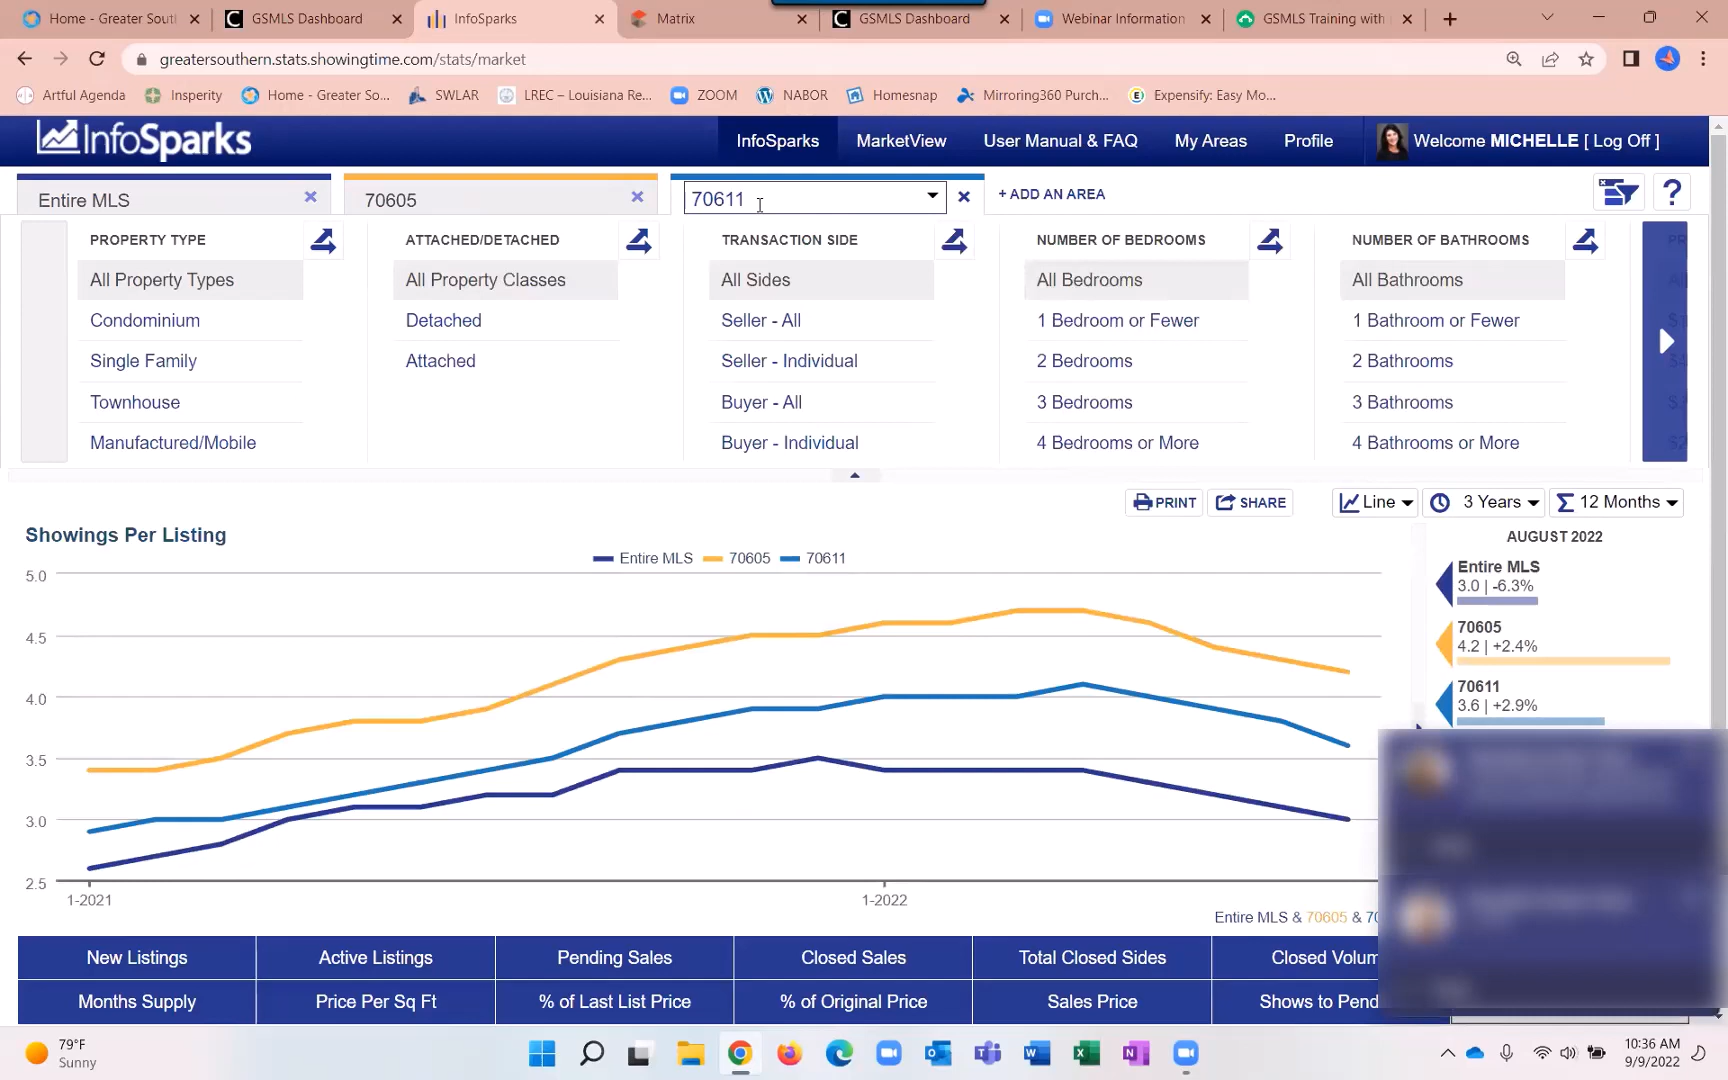 Home - Greater South
GSMLS Dashboard
InfoSparks
Matrix
GSMLS Dashboard
Webinar Information
GSMLS Training with
greatersouthern.stats.showingtime.com/stats/market
Artful Agenda
Insperity
Home - Greater So...
SWLAR
LREC – Louisiana Re...
ZOOM
NABOR
Homesnap
Mirroring360 Purch...
Expensify: Easy Mo...
InfoSparks
InfoSparks
MarketView
User Manual & FAQ
My Areas
Profile
Welcome MICHELLE [ Log Off ]
Entire MLS
70605
70611
+ ADD AN AREA
?
PROPERTY TYPE
All Property Types
Condominium
Single Family
Townhouse
Manufactured/Mobile
ATTACHED/DETACHED
All Property Classes
Detached
Attached
TRANSACTION SIDE
All Sides
Seller - All
Seller - Individual
Buyer - All
Buyer - Individual
NUMBER OF BEDROOMS
All Bedrooms
1 Bedroom or Fewer
2 Bedrooms
3 Bedrooms
4 Bedrooms or More
NUMBER OF BATHROOMS
All Bathrooms
1 Bathroom or Fewer
2 Bathrooms
3 Bathrooms
4 Bathrooms or More
PRINT
SHARE
Line
3 Years
12 Months
Showings Per Listing
Entire MLS
70605
70611
5.0
4.5
4.0
3.5
3.0
2.5
1-2021
1-2022
Entire MLS & 70605 & 70
AUGUST 2022
Entire MLS
3.0 | -6.3%
70605
4.2 | +2.4%
70611
3.6 | +2.9%
New Listings
Active Listings
Pending Sales
Closed Sales
Total Closed Sides
Closed Volum
Months Supply
Price Per Sq Ft
% of Last List Price
% of Original Price
Sales Price
Shows to Pend
79°F
Sunny
10:36 AM
9/9/2022